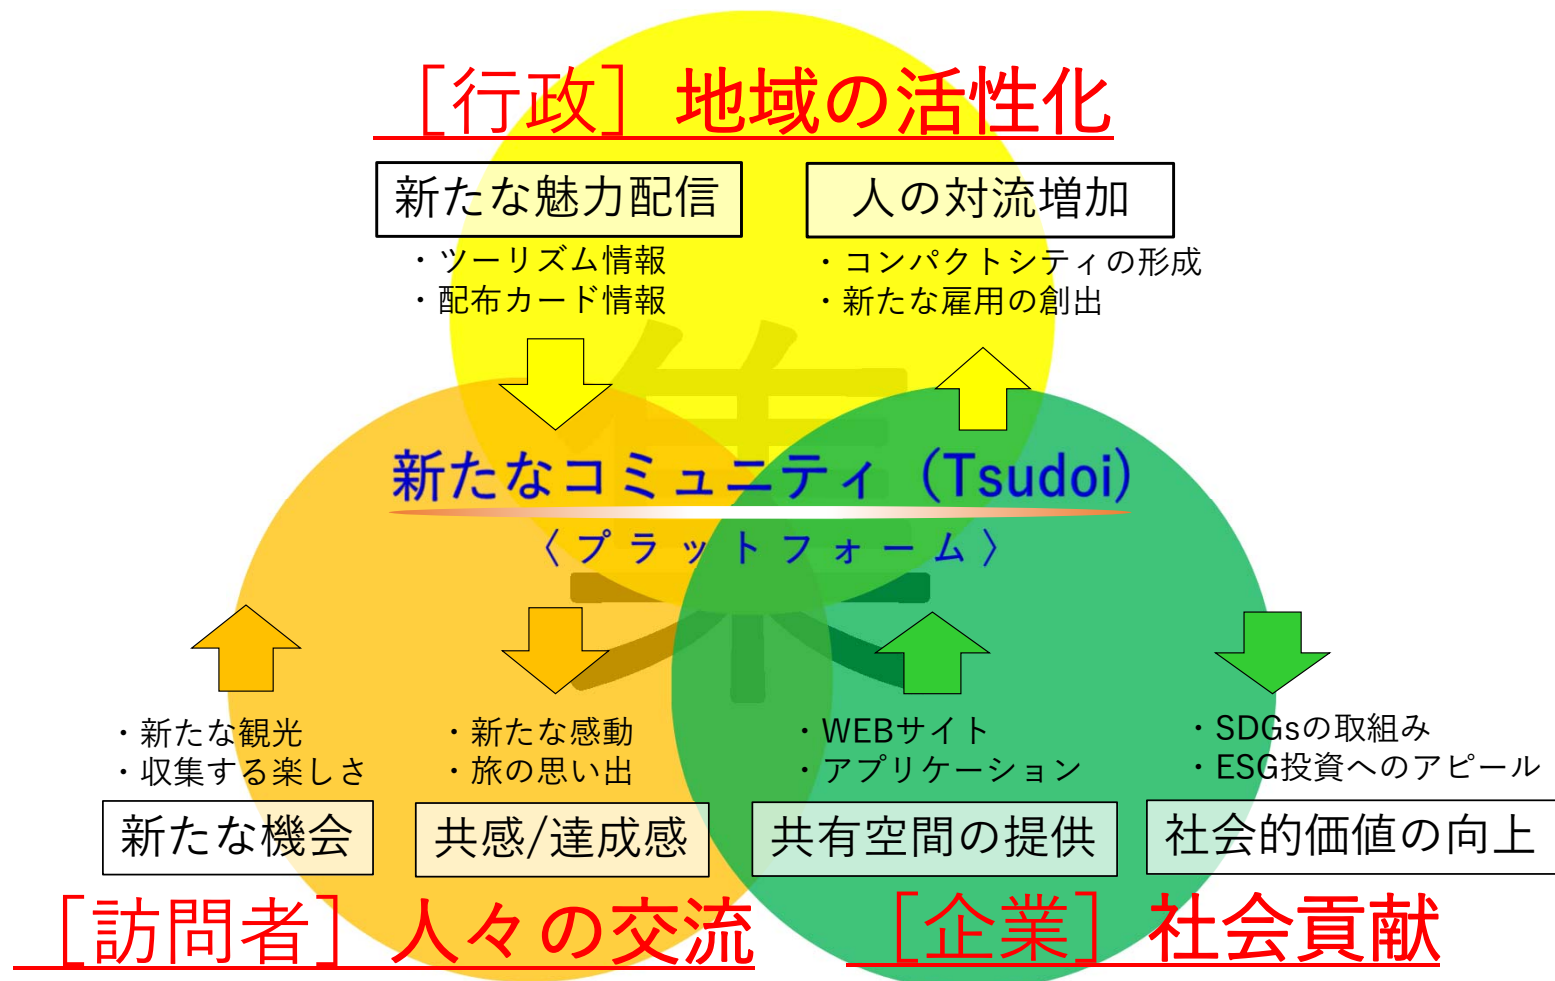 ［行政］地域の活性化
新たな魅力配信
・ツーリズム情報
・配布カード情報
人の対流増加
・コンパクトシティの形成
・新たな雇用の創出
集
新たなコミュニティ（Tsudoi）
〈プラットフォーム〉
・新たな観光
・収集する楽しさ
新たな機会
・新たな感動
・旅の思い出
共感/達成感
・WEBサイト
・アプリケーション
共有空間の提供
・SDGsの取組み
・ESG投資へのアピール
社会的価値の向上
［訪問者］人々の交流
［企業］社会貢献